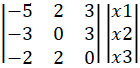 |−5 2 3| |x1|
|−3 0 3| |x2|
|−2 2 0| |x3|